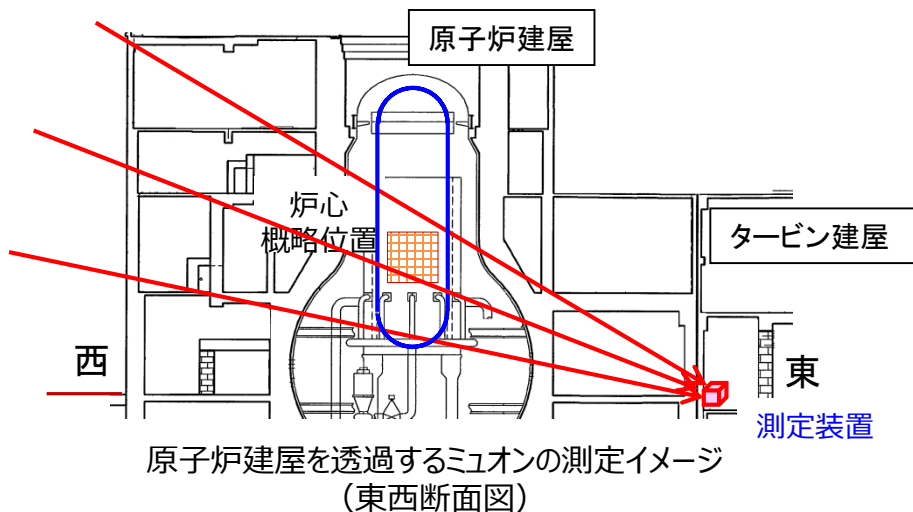 原子炉建屋
炉心
概略位置
タービン建屋
西
東
測定装置
原子炉建屋を透過するミュオンの測定イメージ
（東西断面図）